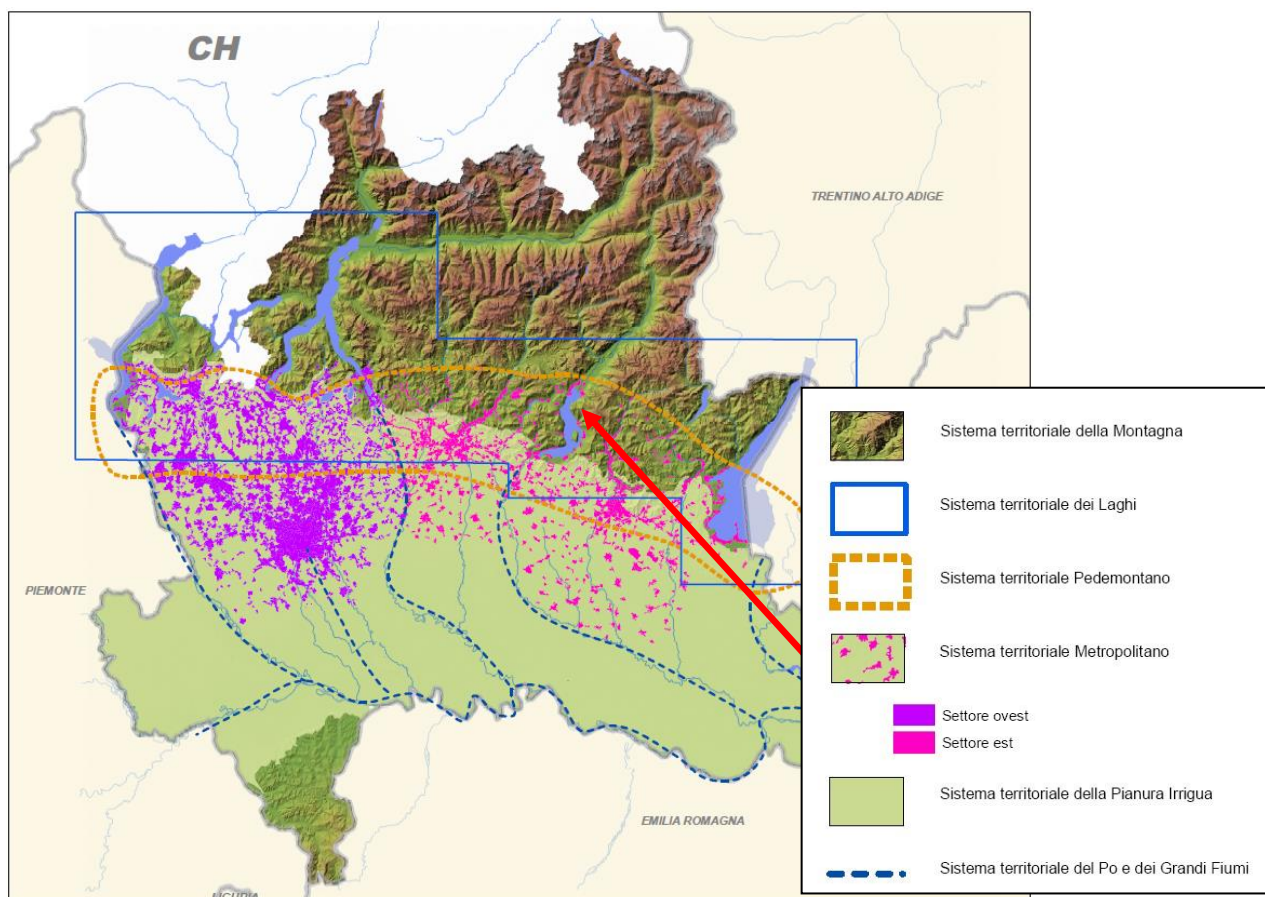 CH
TRENTINO ALTO ADIGE
PIEMONTE
EMILIA ROMAGNA
LIGURIA
Sistema territoriale della Montagna
Sistema territoriale dei Laghi
Sistema territoriale Pedemontano
Sistema territoriale Metropolitano
Settore ovest
Settore est
Sistema territoriale della Pianura Irrigua
Sistema territoriale del Po e dei Grandi Fiumi